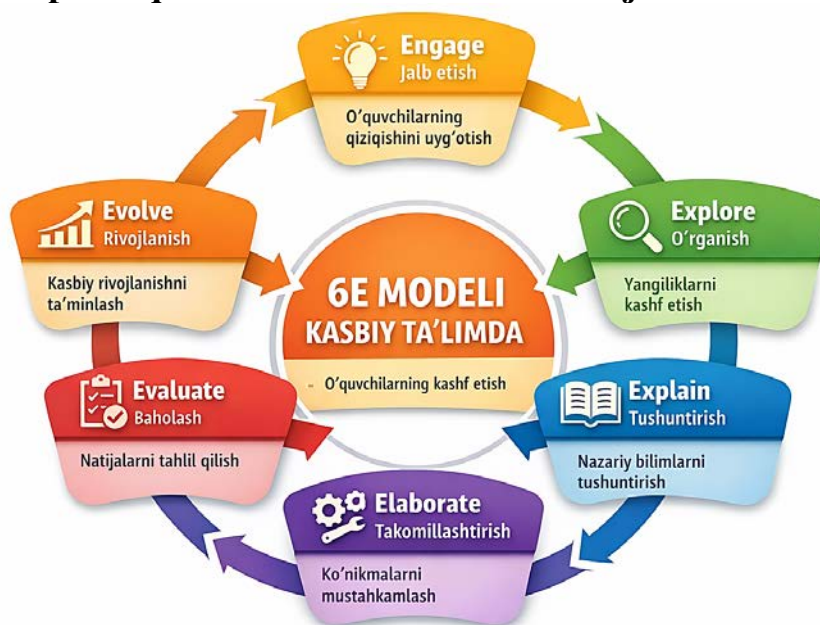 Engage
Jalb etish
O'quvchilarning
qiziqishini uyg'otish
Explore
O'rganish
Yangiliklarni
kashf etish
Explain
Tushuntirish
Nazariy bilimlarni
tushuntirish
Elaborate
Takomillashtirish
Ko'nikmalarni
mustahkamlash
Evaluate
Baholash
Natijalarni tahlil qilish
Evolve
Rivojlanish
Kasbiy rivojlanishni
ta'minlash
6E MODELI
KASBIY TA'LIMDA
- O'quvchilarning kashf etish